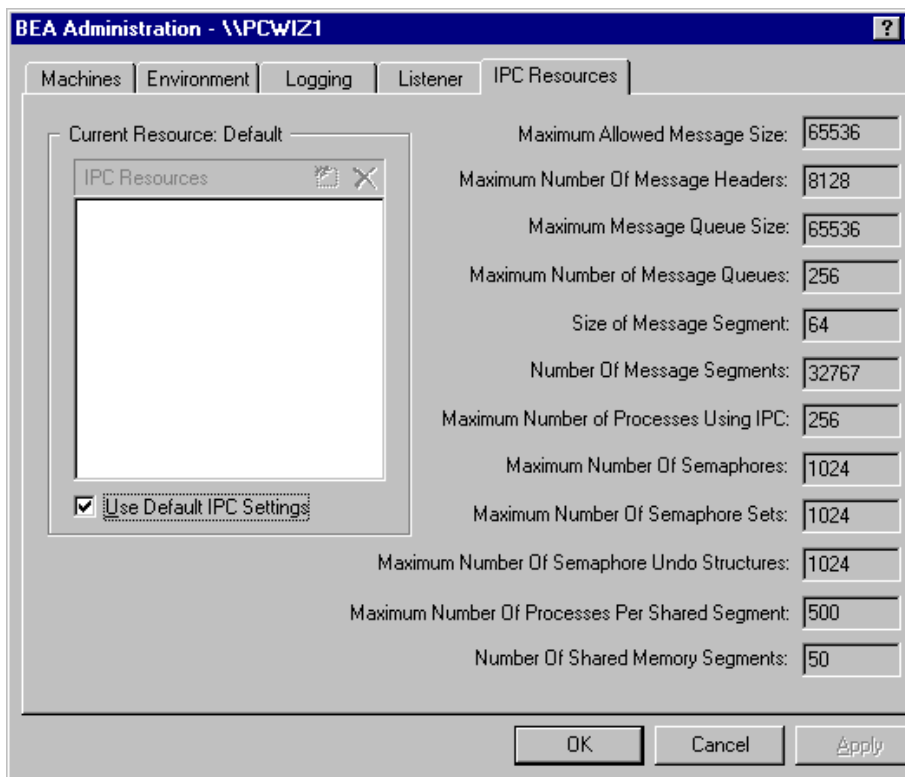 BEA Administration - \\PCWIZ1
?
Machines Environment Logging Listener IPC Resources
Current Resource: Default
IPC Resources
Use Default IPC Settings
Maximum Allowed Message Size: 65536
Maximum Number Of Message Headers: 8128
Maximum Message Queue Size: 65536
Maximum Number of Message Queues: 256
Size of Message Segment: 64
Number Of Message Segments: 32767
Maximum Number of Processes Using IPC: 256
Maximum Number Of Semaphores: 1024
Maximum Number Of Semaphore Sets: 1024
Maximum Number Of Semaphore Undo Structures: 1024
Maximum Number Of Processes Per Shared Segment: 500
Number Of Shared Memory Segments: 50
OK Cancel Apply